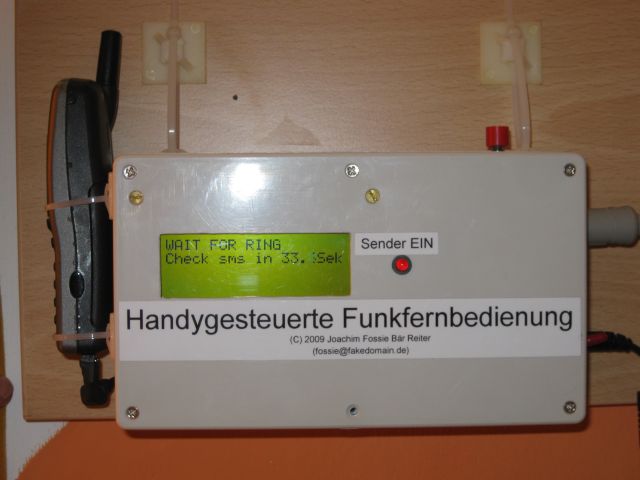 WAIT FOR RING
Check sms in 33. Sek
Sender EIN
Handygesteuerte Funkfernbedienung
(C) 2009 Joachim Fossie Bär Reiter
(fossie@fakedomain.de)